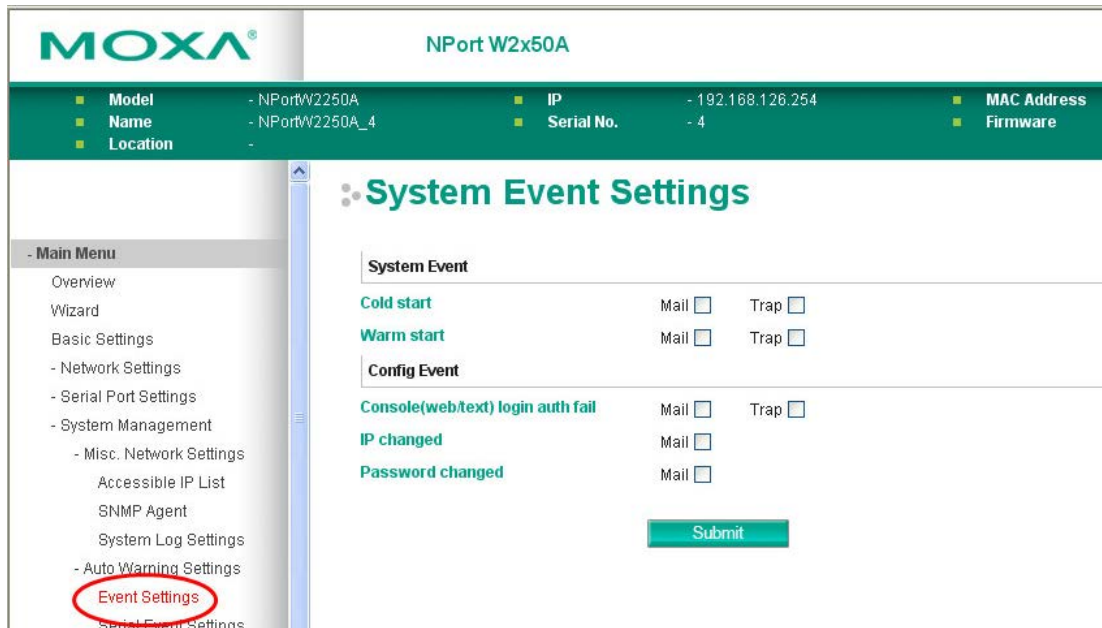 MOXA®
NPort W2x50A
Model - NPortW2250A IP - 192.168.126.254 MAC Address
Name - NPortW2250A_4 Serial No. - 4 Firmware
Location -
System Event Settings
- Main Menu
Overview
Wizard
Basic Settings
- Network Settings
- Serial Port Settings
- System Management
- Misc. Network Settings
Accessible IP List
SNMP Agent
System Log Settings
- Auto Warning Settings
Event Settings
Serial Event Settings
System Event
Cold start Mail Trap
Warm start Mail Trap
Config Event
Console(web/text) login auth fail Mail Trap
IP changed Mail
Password changed Mail
Submit